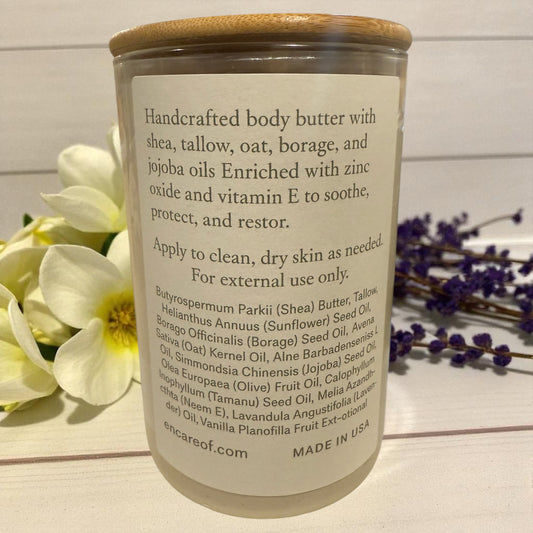 Handcrafted body butter with
shea, tallow, oat, borage, and
jojoba oils Enriched with zinc
oxide and vitamin E to soothe,
protect, and restor.
Apply to clean, dry skin as needed.
For external use only.
Butyrospermum Parkii (Shea) Butter, Tallow,
Helianthus Annuus (Sunflower) Seed Oil,
Borago Officinalis (Borage) Seed Oil, Avena
Sativa (Oat) Kernel Oil, Alne Barbadenseniss L
Oil, Simmondsia Chinensis (Jojoba) Seed Oil,
Olea Europaea (Olive) Fruit Oil, Calophyllum
Inophyllum (Tamanu) Seed Oil, Melia Azandh-
cthta (Neem E), Lavandula Angustifolia (Laven-
der) Oil, Vanilla Planofilla Fruit Ext-otional
encareof.com
MADE IN USA